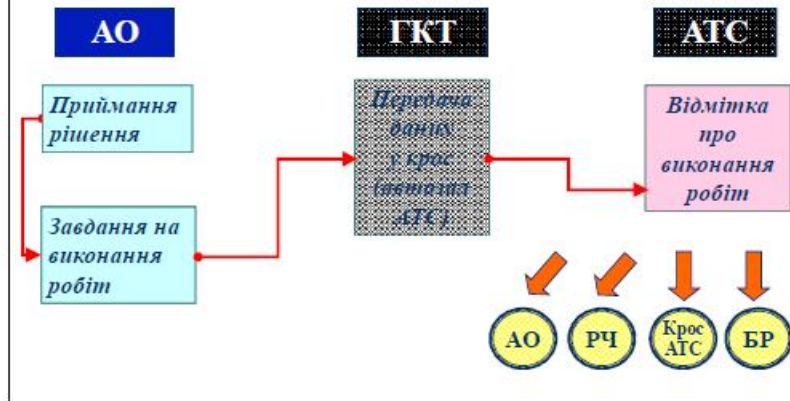 АО
ГКТ
АТС
Приймання
рішення
Завдання на
виконання
робіт
Передача
даних
у крос
(автозал
АТС)
Відмітка
про
виконання
робіт
АО
РЧ
Крос
АТС
БР